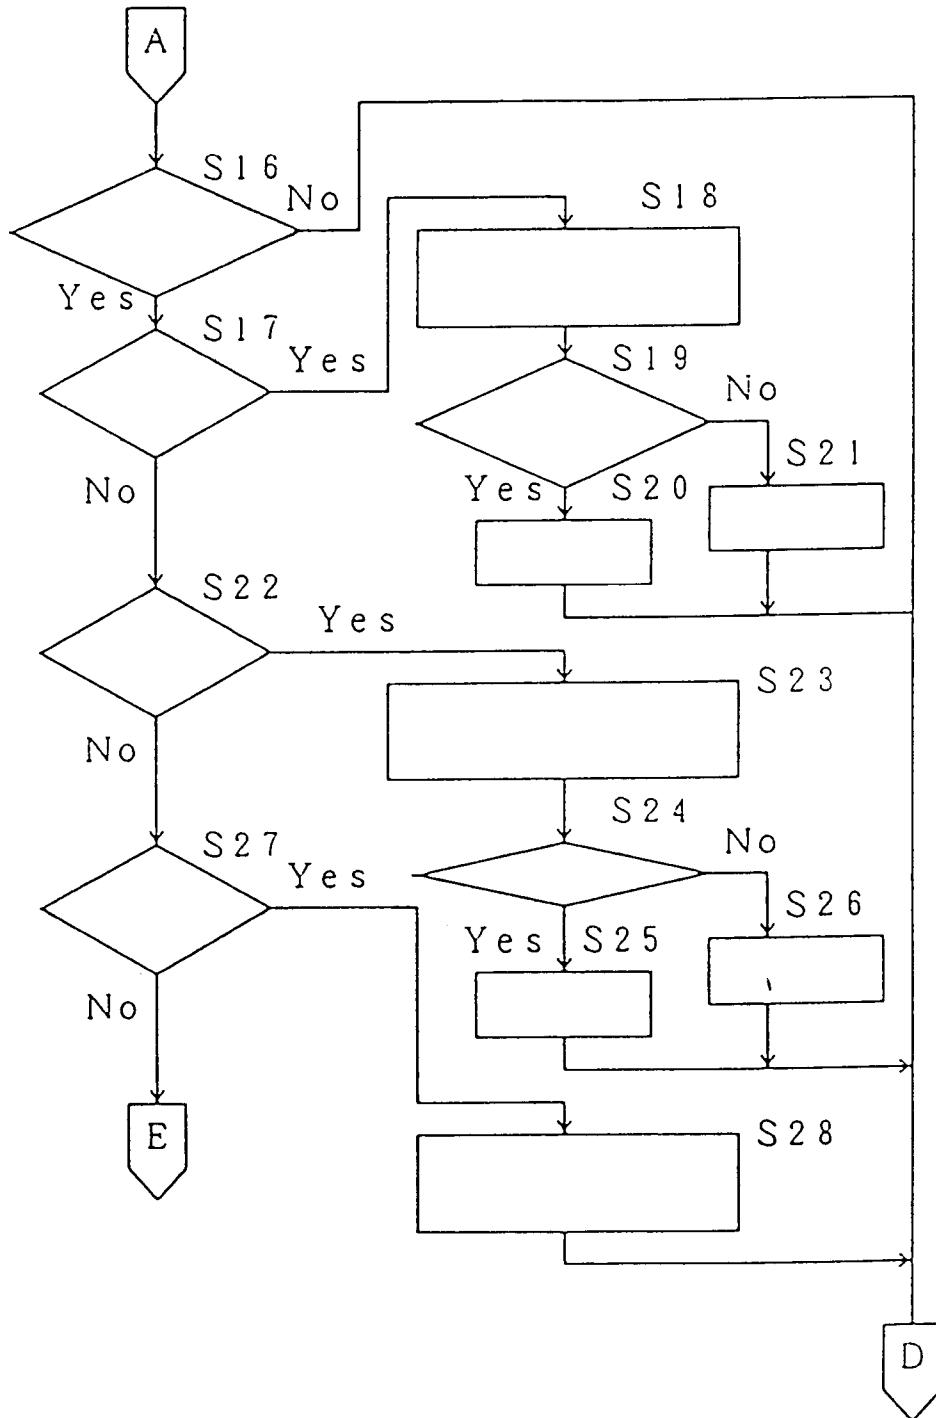 A
S16
No
S18
Yes
S17
Yes
S19
No
S21
No
Yes
S20
S22
Yes
S23
No
S24
S27
No
Yes
S26
Yes
S25
No
E
S28
D